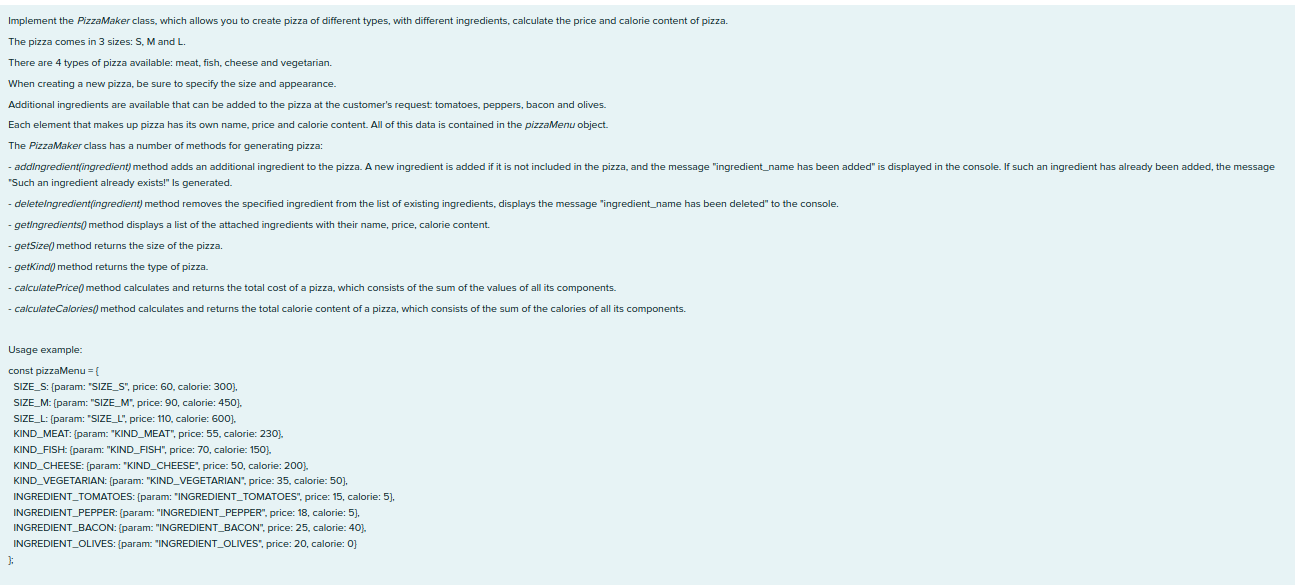 Implement the PizzaMaker class, which allows you to create pizza of different types, with different ingredients, calculate the price and calorie content of pizza.
The pizza comes in 3 sizes: S, M and L.
There are 4 types of pizza available: meat, fish, cheese and vegetarian.
When creating a new pizza, be sure to specify the size and appearance.
Additional ingredients are available that can be added to the pizza at the customer's request: tomatoes, peppers, bacon and olives.
Each element that makes up pizza has its own name, price and calorie content. All of this data is contained in the pizzaMenu object.
The PizzaMaker class has a number of methods for generating pizza:
- addIngredient(ingredient) method adds an additional ingredient to the pizza. A new ingredient is added if it is not included in the pizza, and the message "ingredient_name has been added" is displayed in the console. If such an ingredient has already been added, the message
"Such an ingredient already exists!" Is generated.
- deleteIngredient(ingredient) method removes the specified ingredient from the list of existing ingredients, displays the message "ingredient_name has been deleted" to the console.
- getIngredients() method displays a list of the attached ingredients with their name, price, calorie content.
- getSize() method returns the size of the pizza.
- getKind() method returns the type of pizza.
- calculatePrice() method calculates and returns the total cost of a pizza, which consists of the sum of the values of all its components.
- calculateCalories() method calculates and returns the total calorie content of a pizza, which consists of the sum of the calories of all its components.
Usage example:
const pizzaMenu = {
SIZE_S: {param: "SIZE_S", price: 60, calorie: 300},
SIZE_M: {param: "SIZE_M", price: 90, calorie: 450},
SIZE_L: {param: "SIZE_L", price: 110, calorie: 600},
KIND_MEAT: {param: "KIND_MEAT", price: 55, calorie: 230},
KIND_FISH: {param: "KIND_FISH", price: 70, calorie: 150},
KIND_CHEESE: {param: "KIND_CHEESE", price: 50, calorie: 200},
KIND_VEGETARIAN: {param: "KIND_VEGETARIAN", price: 35, calorie: 50},
INGREDIENT_TOMATOES: {param: "INGREDIENT_TOMATOES", price: 15, calorie: 5},
INGREDIENT_PEPPER: {param: "INGREDIENT_PEPPER", price: 18, calorie: 5},
INGREDIENT_BACON: {param: "INGREDIENT_BACON", price: 25, calorie: 40},
INGREDIENT_OLIVES: {param: "INGREDIENT_OLIVES", price: 20, calorie: 0}
};